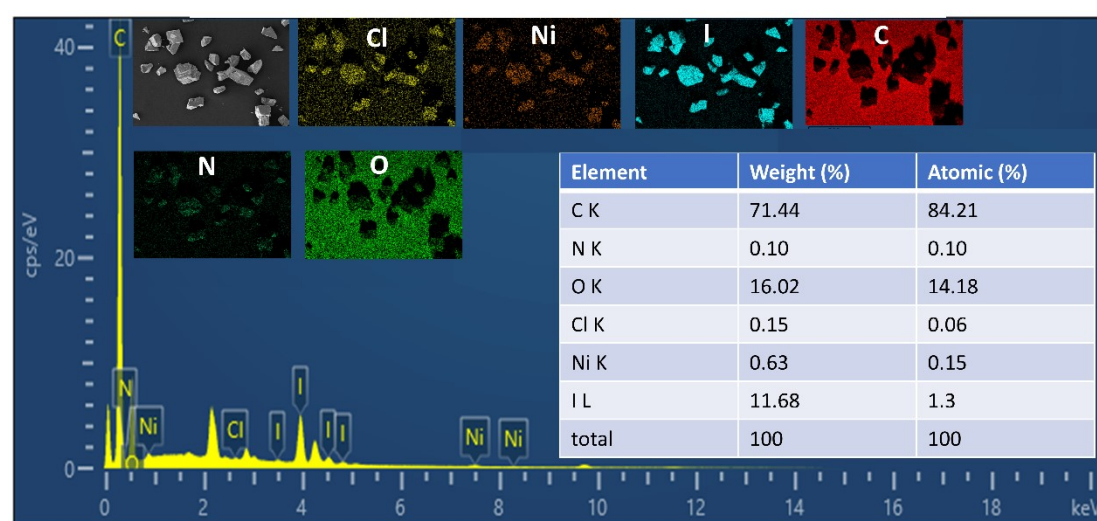 Cl Ni I C
N O
C
N
O
Ni
Cl
I
I
I I
Ni
Ni
cps/eV
40
20
0
0 2 4 6 8 10 12 14 16 18 keV
Element Weight (%) Atomic (%)
C K 71.44 84.21
N K 0.10 0.10
O K 16.02 14.18
Cl K 0.15 0.06
Ni K 0.63 0.15
I L 11.68 1.3
total 100 100